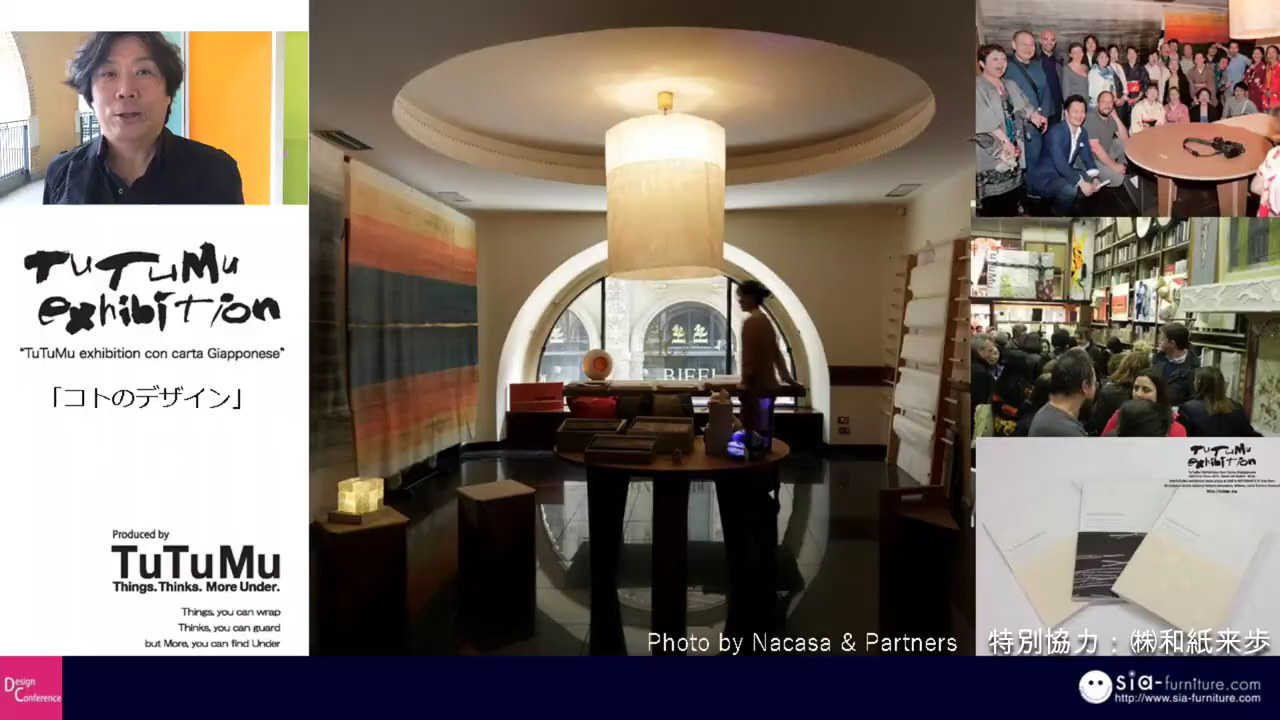 TuTuMu
exhibition
"TuTuMu exhibition con carta Giapponese"
「コトのデザイン」
Produced by
TuTuMu
Things. Thinks. More Under.
Things, you can wrap
Thinks, you can guard
but More, you can find Under
BIFFI
Photo by Nacasa & Partners
TuTuMu
exhibition
特別協力：㈱和紙来歩
Design
Conference
sia-furniture.com
http://www.sia-furniture.com